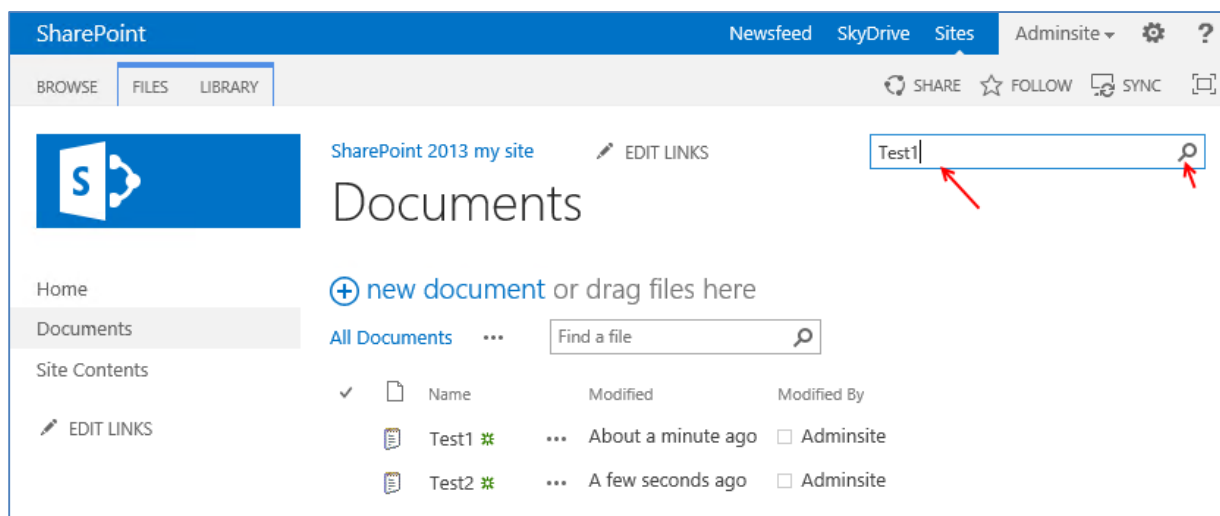 SharePoint Newsfeed SkyDrive Sites Adminsite ?
BROWSE FILES LIBRARY SHARE FOLLOW SYNC
SharePoint 2013 my site EDIT LINKS Test1
S
Documents
Home
new document or drag files here
Documents
All Documents ... Find a file
Site Contents
Name Modified Modified By
EDIT LINKS
Test1 ... About a minute ago Adminsite
Test2 ... A few seconds ago Adminsite